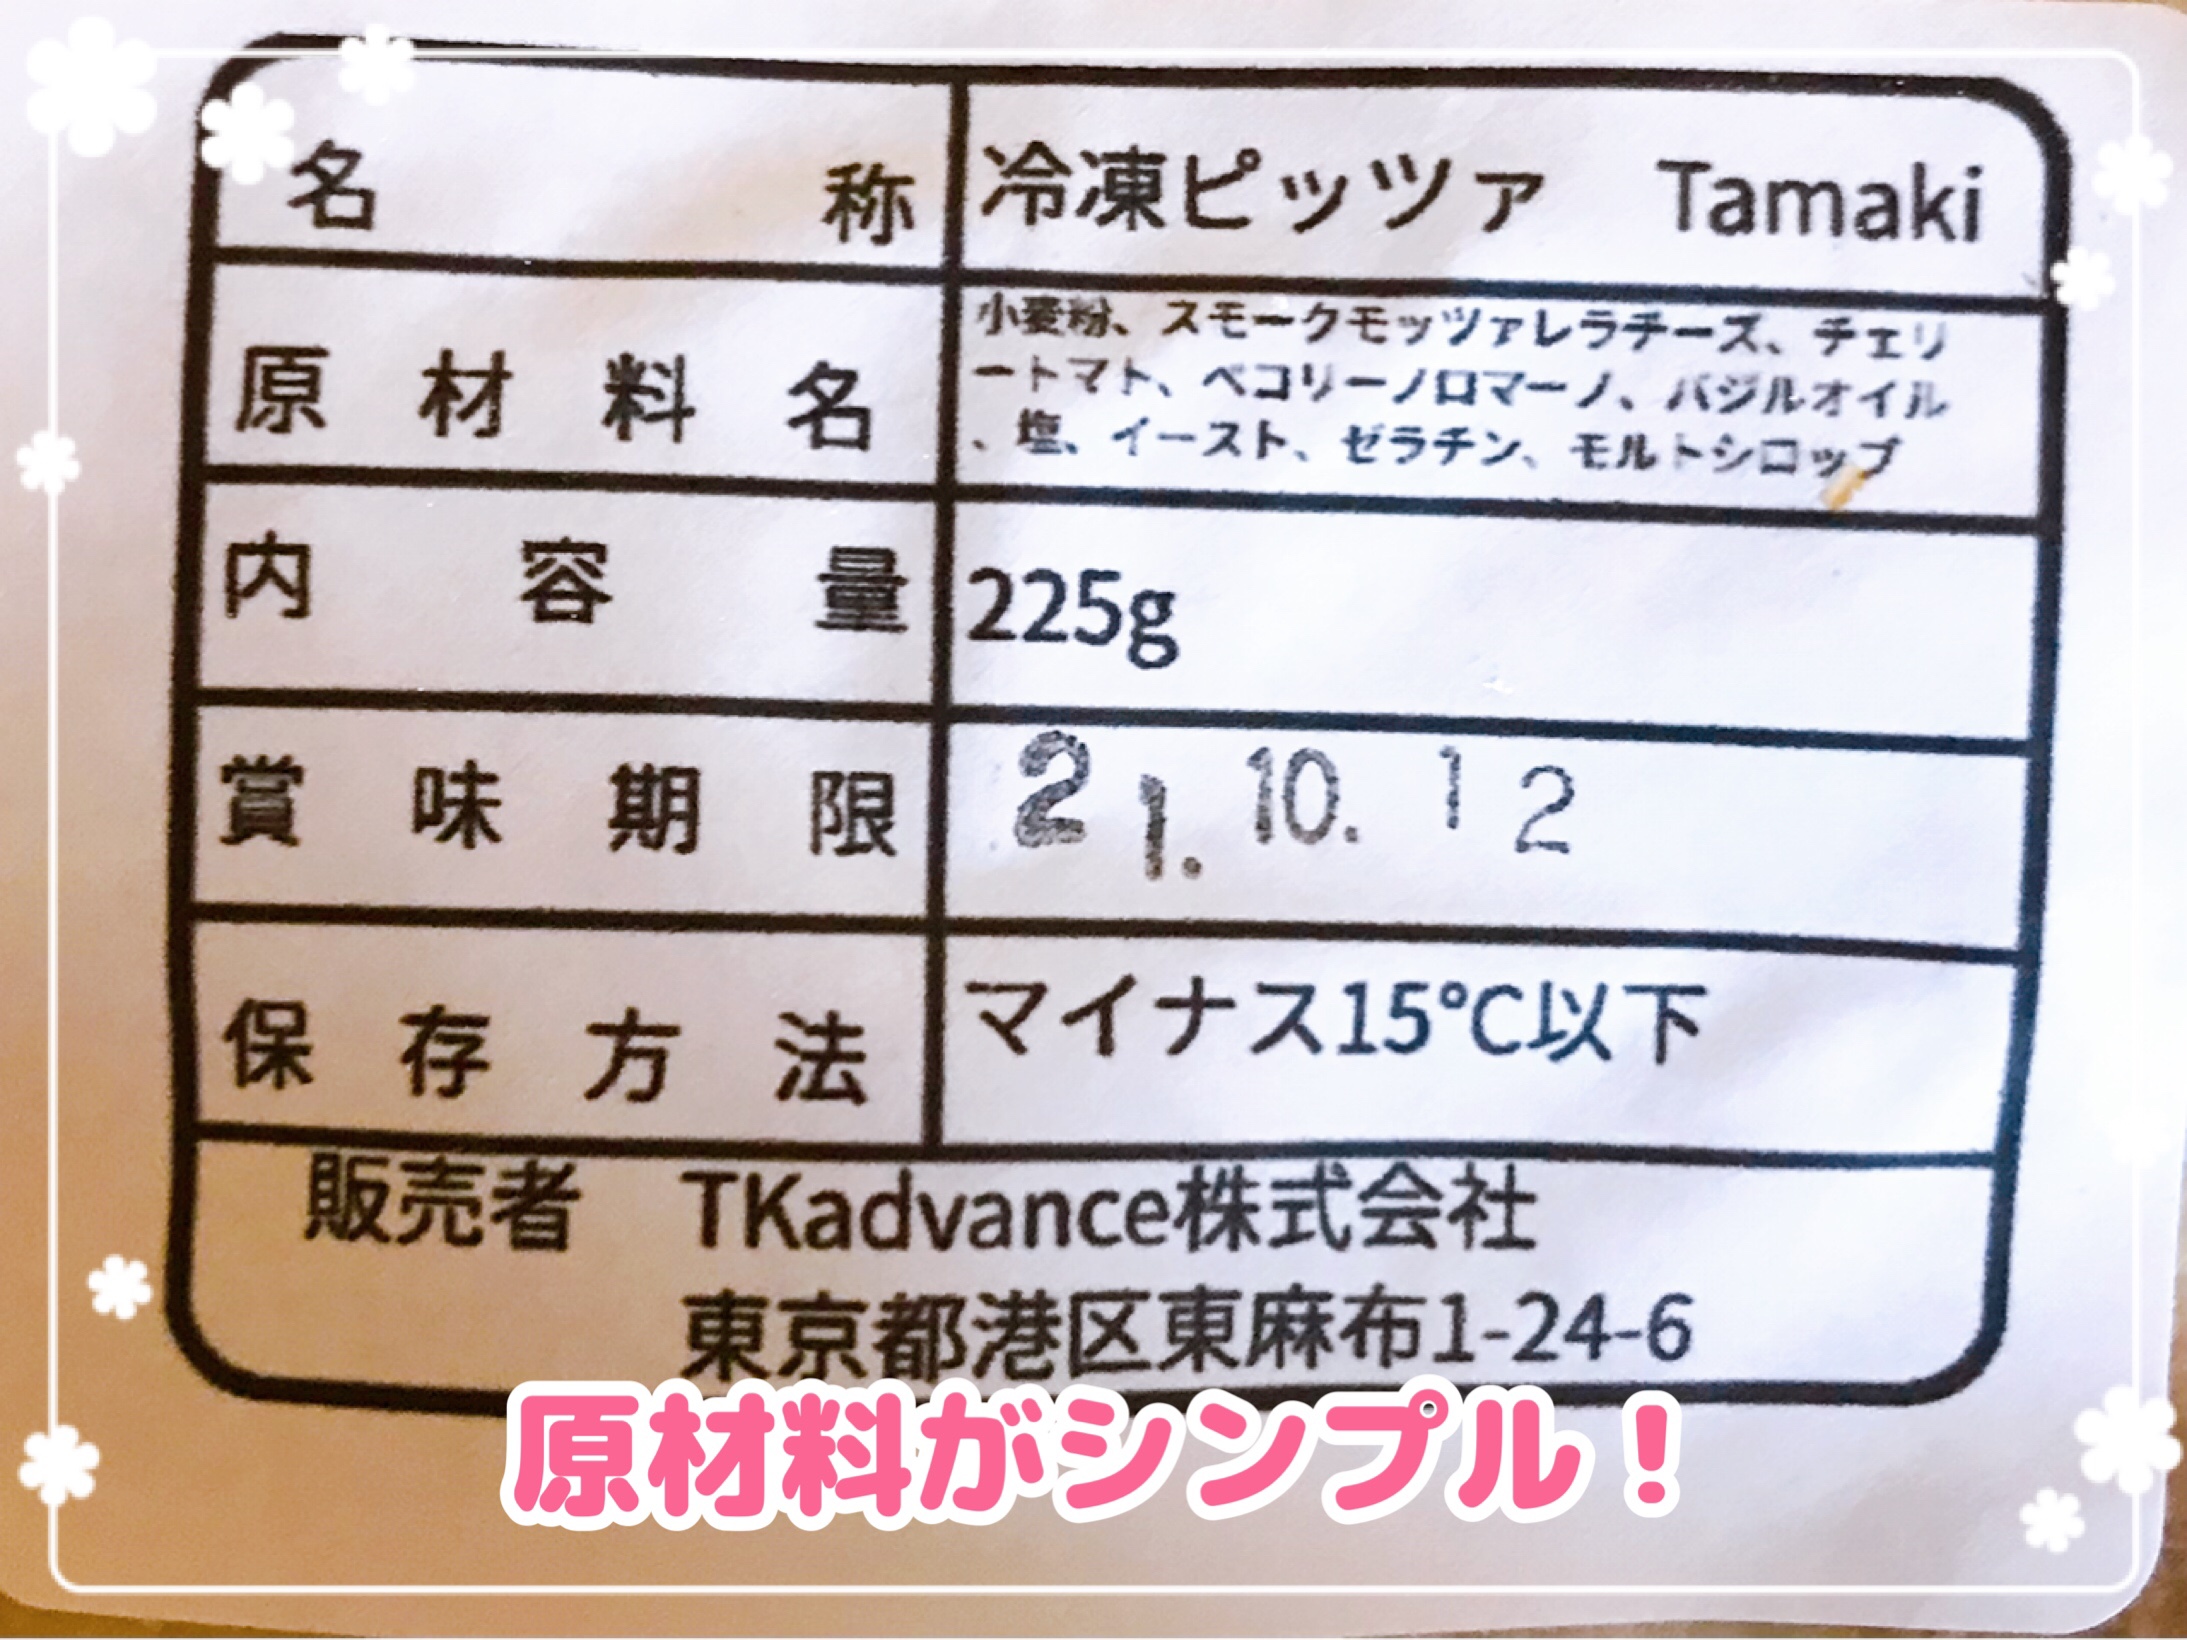 名称 冷凍ピッツァ Tamaki
原材料名 小麦粉、スモークモッツァレラチーズ、チェリ
ートマト、ペコリーノロマーノ、バジルオイル
、塩、イースト、ゼラチン、モルトシロップ
内容量 225g
賞味期限 21.10.12
保存方法 マイナス15℃以下
販売者 TKadvance株式会社
東京都港区東麻布1-24-6
原材料がシンプル！